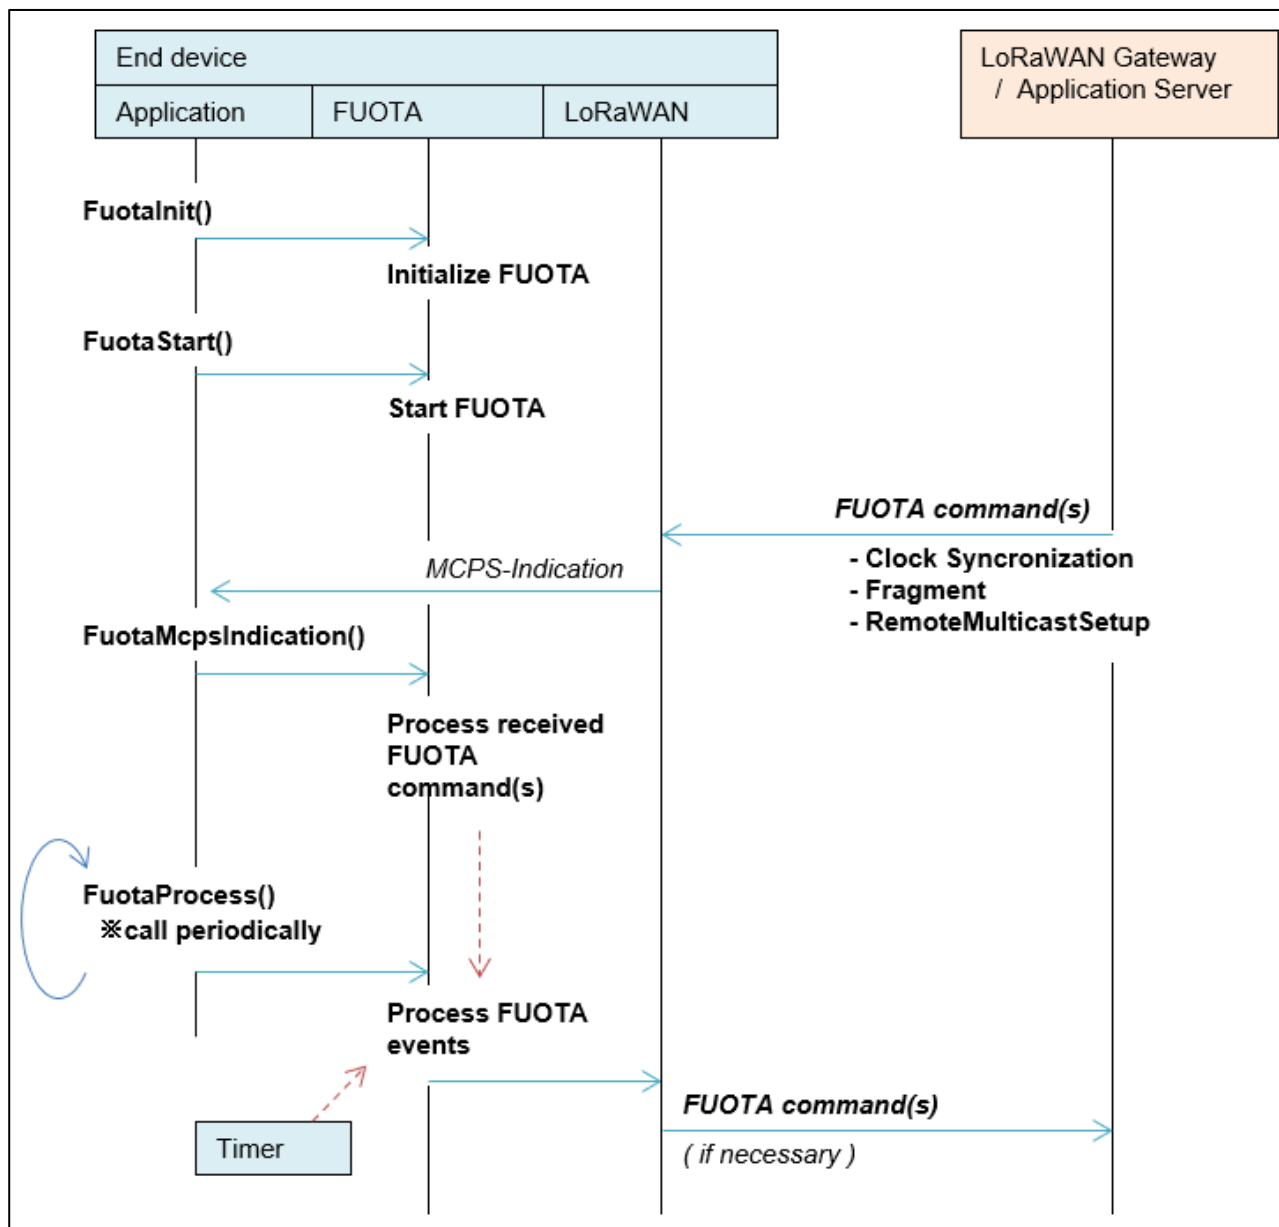 End device
LoRaWAN Gateway
/ Application Server
Application
FUOTA
LoRaWAN
FuotaInit()
Initialize FUOTA
FuotaStart()
Start FUOTA
FUOTA command(s)
- Clock Syncronization
- Fragment
- RemoteMulticastSetup
MCPS-Indication
FuotaMcpsIndication()
Process received
FUOTA
command(s)
FuotaProcess()
※call periodically
Process FUOTA
events
Timer
FUOTA command(s)
( if necessary )